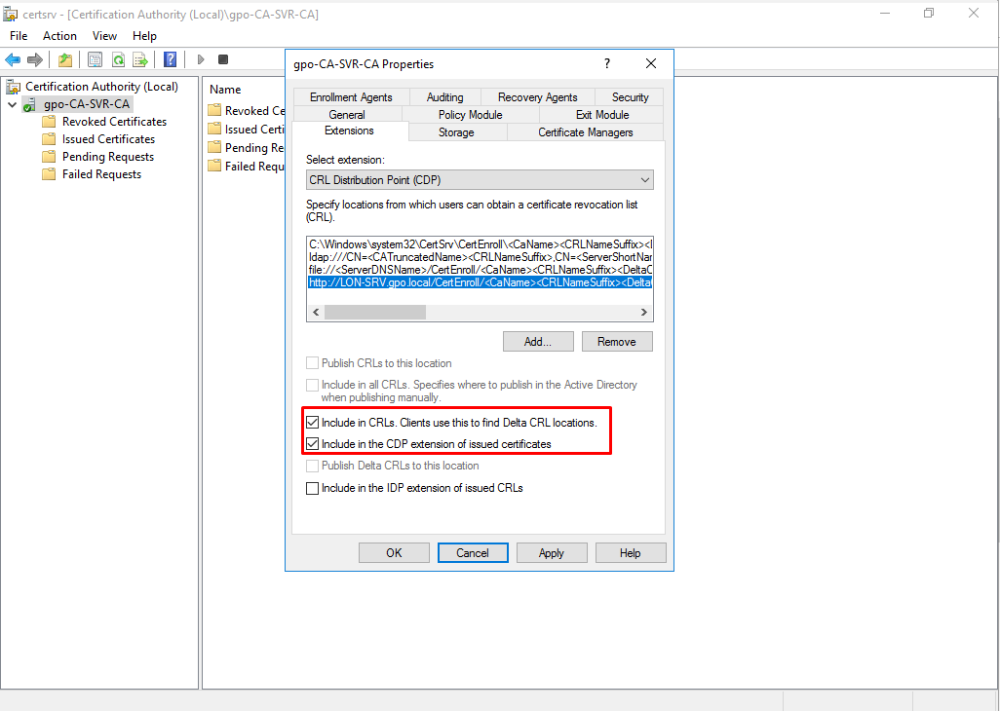 certsrv - [Certification Authority (Local)\gpo-CA-SVR-CA]
File Action View Help
Certification Authority (Local)
gpo-CA-SVR-CA
Revoked Certificates
Issued Certificates
Pending Requests
Failed Requests
Name
Revoked Ce
Issued Certi
Pending Re
Failed Requ
gpo-CA-SVR-CA Properties
?
Enrollment Agents Auditing Recovery Agents Security
General Policy Module Exit Module
Extensions Storage Certificate Managers
Select extension:
CRL Distribution Point (CDP)
Specify locations from which users can obtain a certificate revocation list
(CRL).
C:\Windows\system32\CertSrv\CertEnroll\<CaName><CRLNameSuffix><
ldap:///CN=<CATruncatedName><CRLNameSuffix>,CN=<ServerShortNar
file://<ServerDNSName>/CertEnroll/<CaName><CRLNameSuffix><DeltaC
http://LON-SRV.gpo.local/CertEnroll/<CaName><CRLNameSuffix><Delta
Add... Remove
Publish CRLs to this location
Include in all CRLs. Specifies where to publish in the Active Directory
when publishing manually.
Include in CRLs. Clients use this to find Delta CRL locations.
Include in the CDP extension of issued certificates
Publish Delta CRLs to this location
Include in the IDP extension of issued CRLs
OK Cancel Apply Help